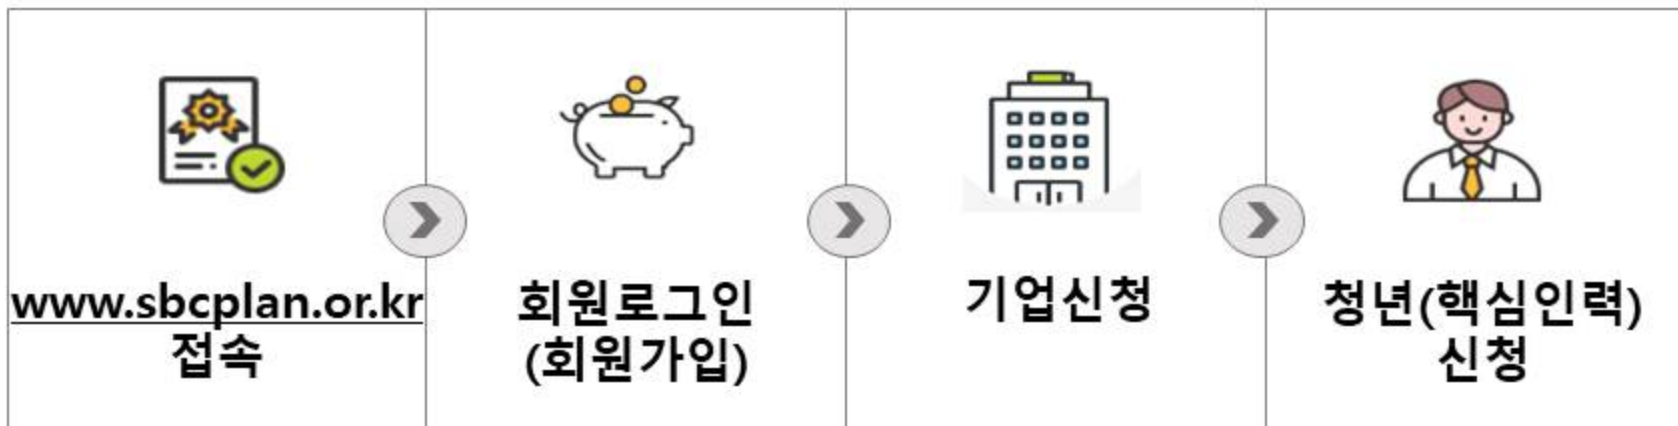 www.sbcplan.or.kr
접속
회원로그인
(회원가입)
기업신청
청년(핵심인력)
신청